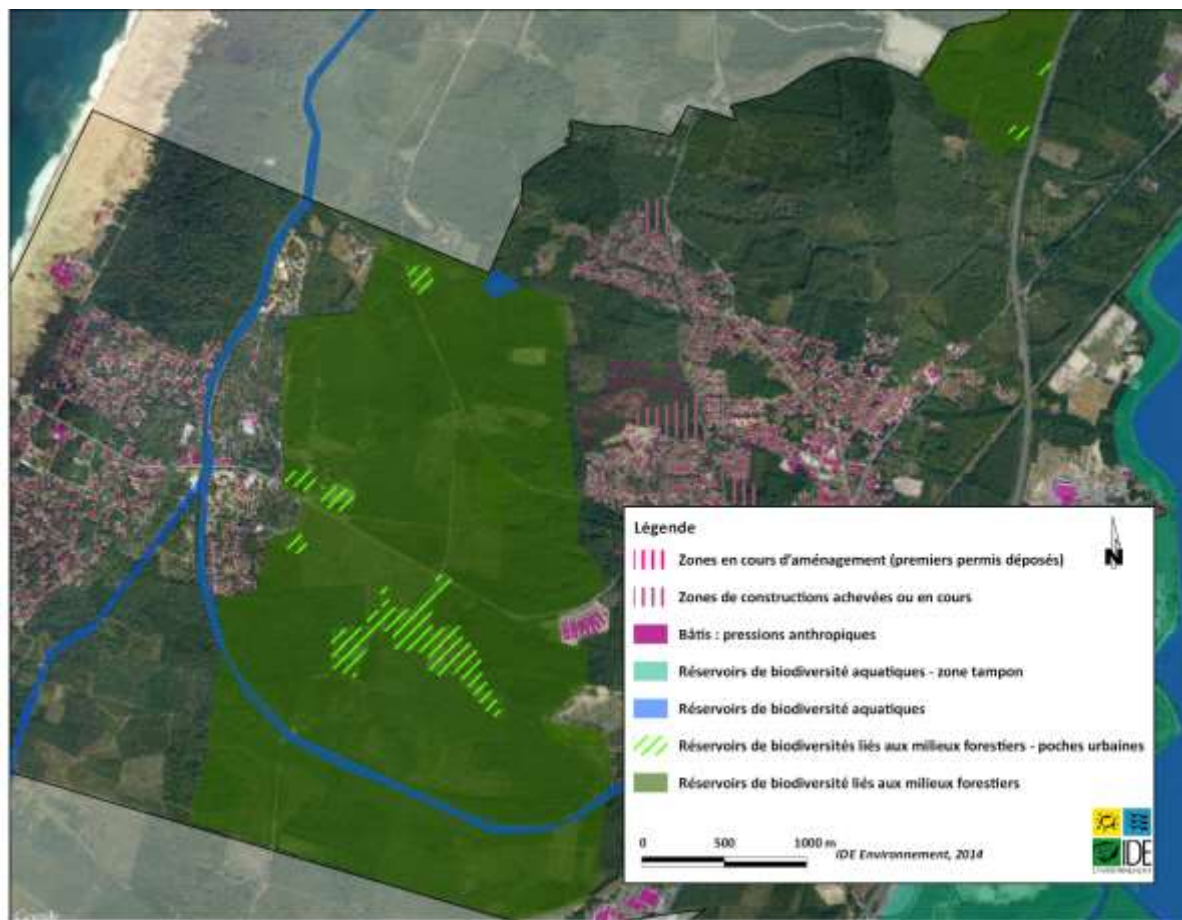 Légende
N
Zones en cours d'aménagement (premiers permis déposés)
Zones de constructions achevées ou en cours
Bâtis : pressions anthropiques
Réservoirs de biodiversité aquatiques - zone tampon
Réservoirs de biodiversité aquatiques
Réservoirs de biodiversités liés aux milieux forestiers - poches urbaines
Réservoirs de biodiversité liés aux milieux forestiers
0 500 1000 m
IDE Environnement, 2014
IDE
ENVIRONNEMENT
Google